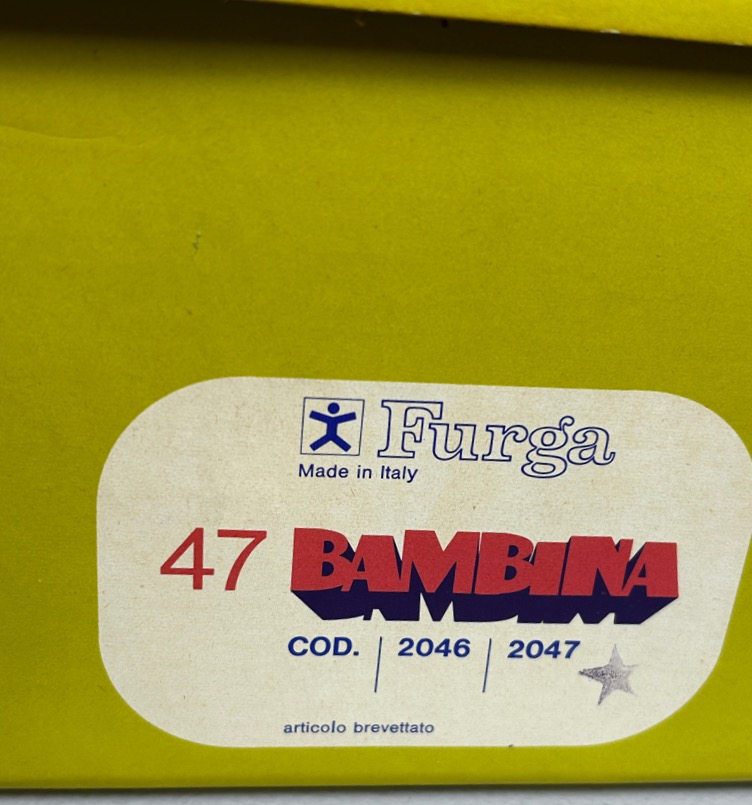 Furga
Made in Italy
47 BAMBINA
COD. 2046 2047
articolo brevettato